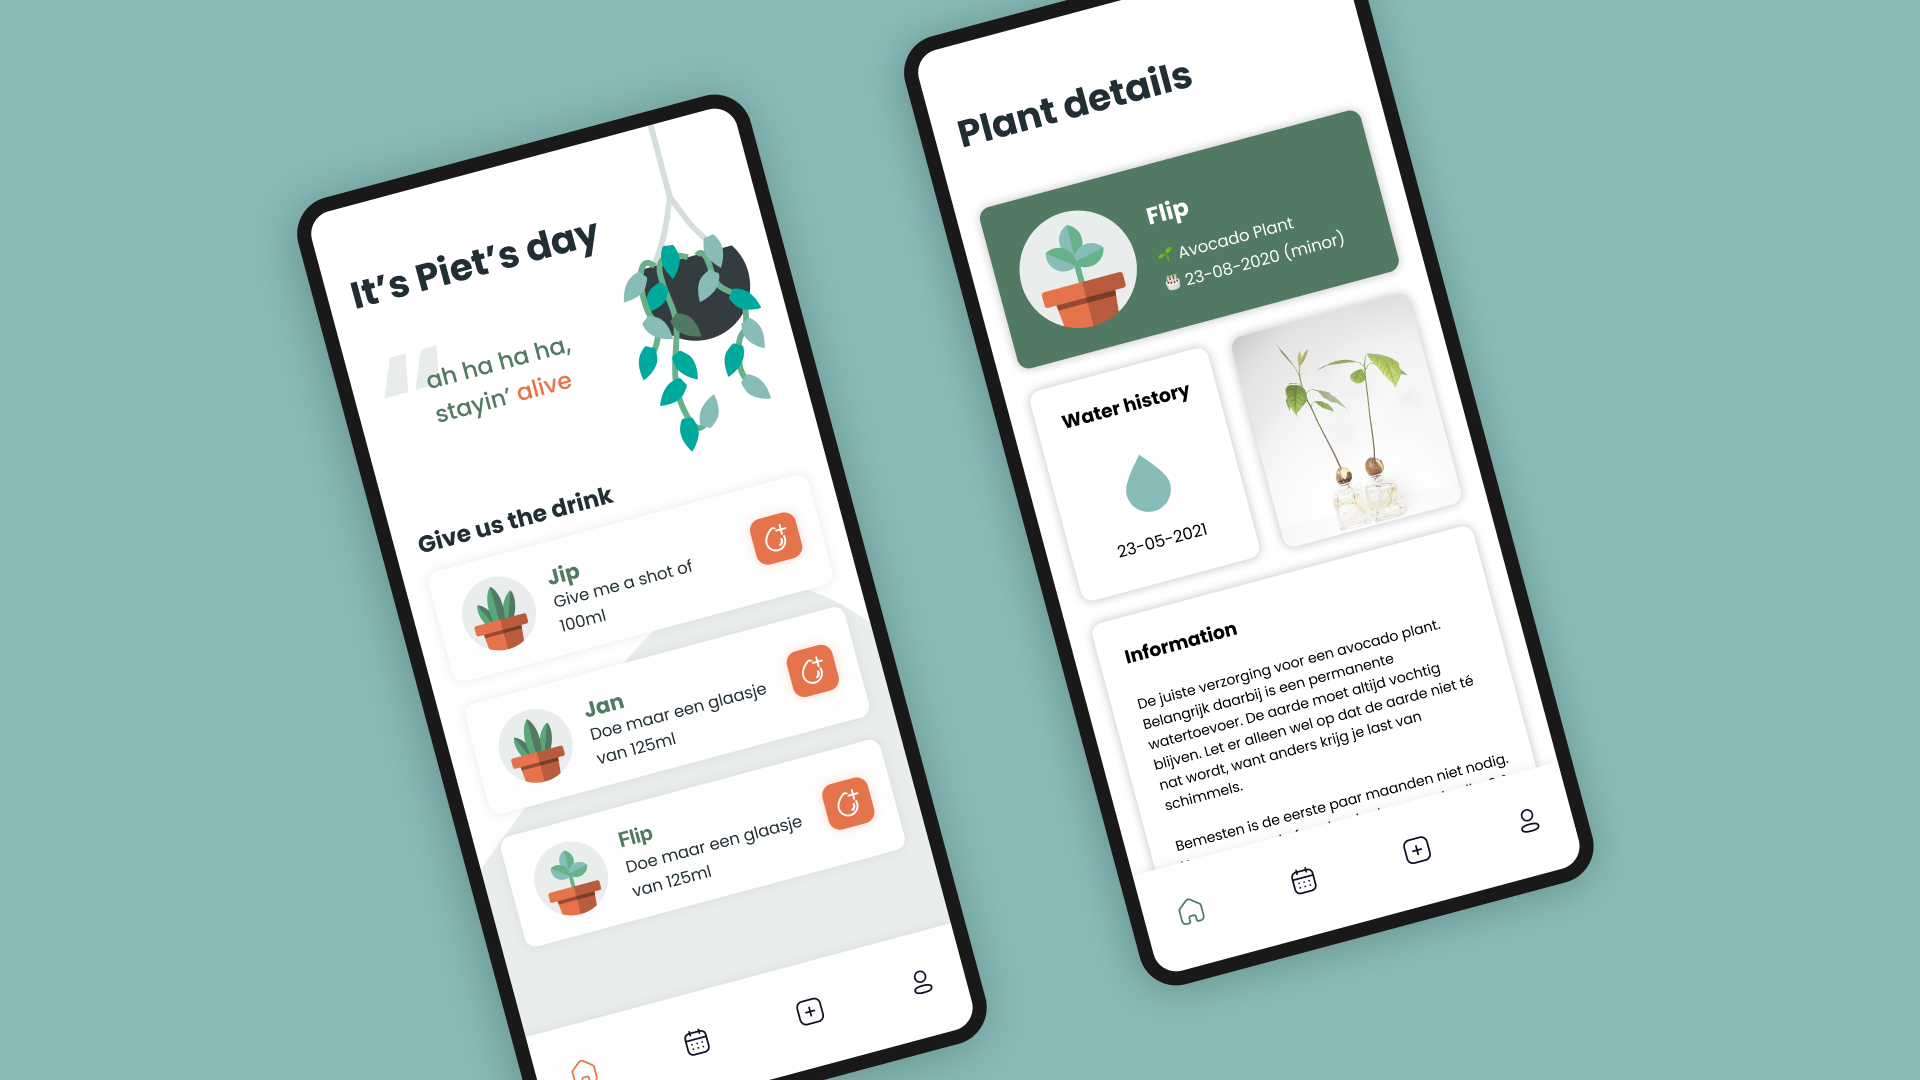 It’s Piet’s day
ah ha ha ha,
stayin’ alive
Give us the drink
Jip
Give me a shot of
100ml
Jan
Doe maar een glaasje
van 125ml
Flip
Doe maar een glaasje
van 125ml
Plant details
Flip
Avocado Plant
23-08-2020 (minor)
Water history
23-05-2021
Information
De juiste verzorging voor een avocado plant.
Belangrijk daarbij is een permanente
watertoevoer. De aarde moet altijd vochtig
blijven. Let er alleen wel op dat de aarde niet té
nat wordt, want anders krijg je last van
schimmels.
Bemesten is de eerste paar maanden niet nodig.